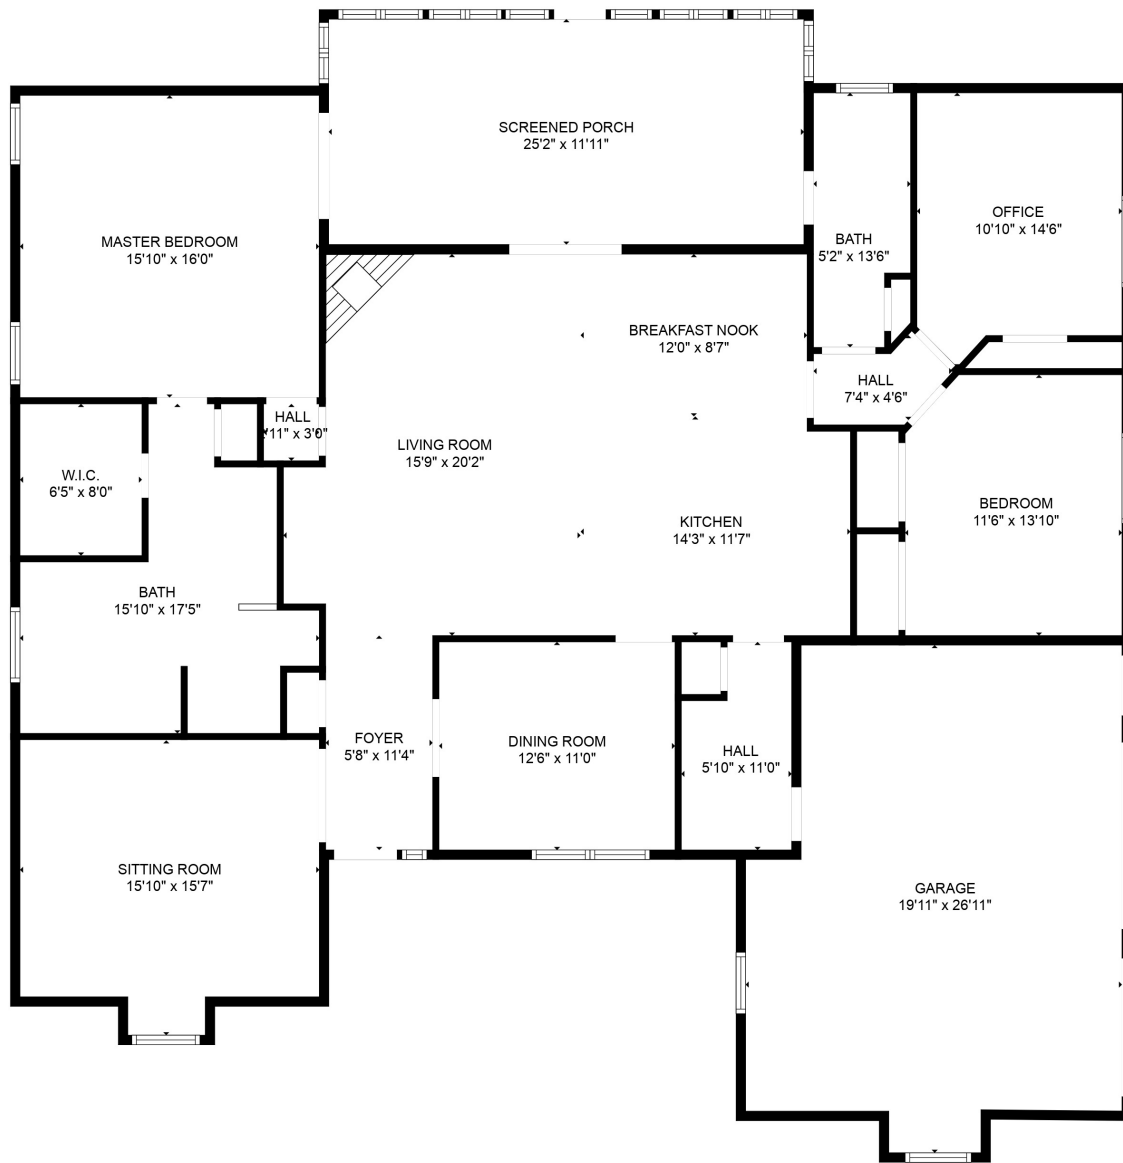 SCREENED PORCH
25'2" x 11'11"
MASTER BEDROOM
15'10" x 16'0"
OFFICE
10'10" x 14'6"
BATH
5'2" x 13'6"
BREAKFAST NOOK
12'0" x 8'7"
HALL
7'4" x 4'6"
HALL
'11" x 3'0"
LIVING ROOM
15'9" x 20'2"
W.I.C.
6'5" x 8'0"
BEDROOM
11'6" x 13'10"
KITCHEN
14'3" x 11'7"
BATH
15'10" x 17'5"
FOYER
5'8" x 11'4"
DINING ROOM
12'6" x 11'0"
HALL
5'10" x 11'0"
SITTING ROOM
15'10" x 15'7"
GARAGE
19'11" x 26'11"